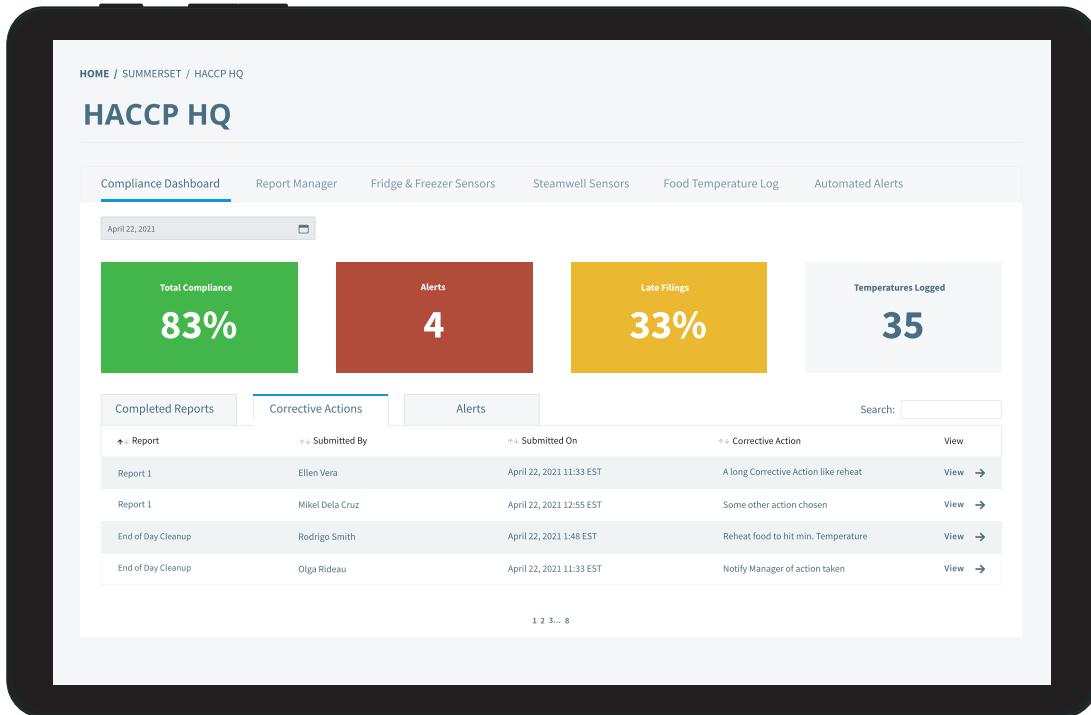 HOME / SUMMERSET / HACCP HQ
HACCP HQ
Compliance Dashboard Report Manager Fridge & Freezer Sensors Steamwell Sensors Food Temperature Log Automated Alerts
April 22, 2021
Total Compliance Alerts Late Filings Temperatures Logged
83% 4 33% 35
Completed Reports Corrective Actions Alerts Search:
Report Submitted By Submitted On Corrective Action View
Report 1 Ellen Vera April 22, 2021 11:33 EST A long Corrective Action like reheat View
Report 1 Mikel Dela Cruz April 22, 2021 12:55 EST Some other action chosen View
End of Day Cleanup Rodrigo Smith April 22, 2021 1:48 EST Reheat food to hit min. Temperature View
End of Day Cleanup Olga Rideau April 22, 2021 11:33 EST Notify Manager of action taken View
1 2 3... 8